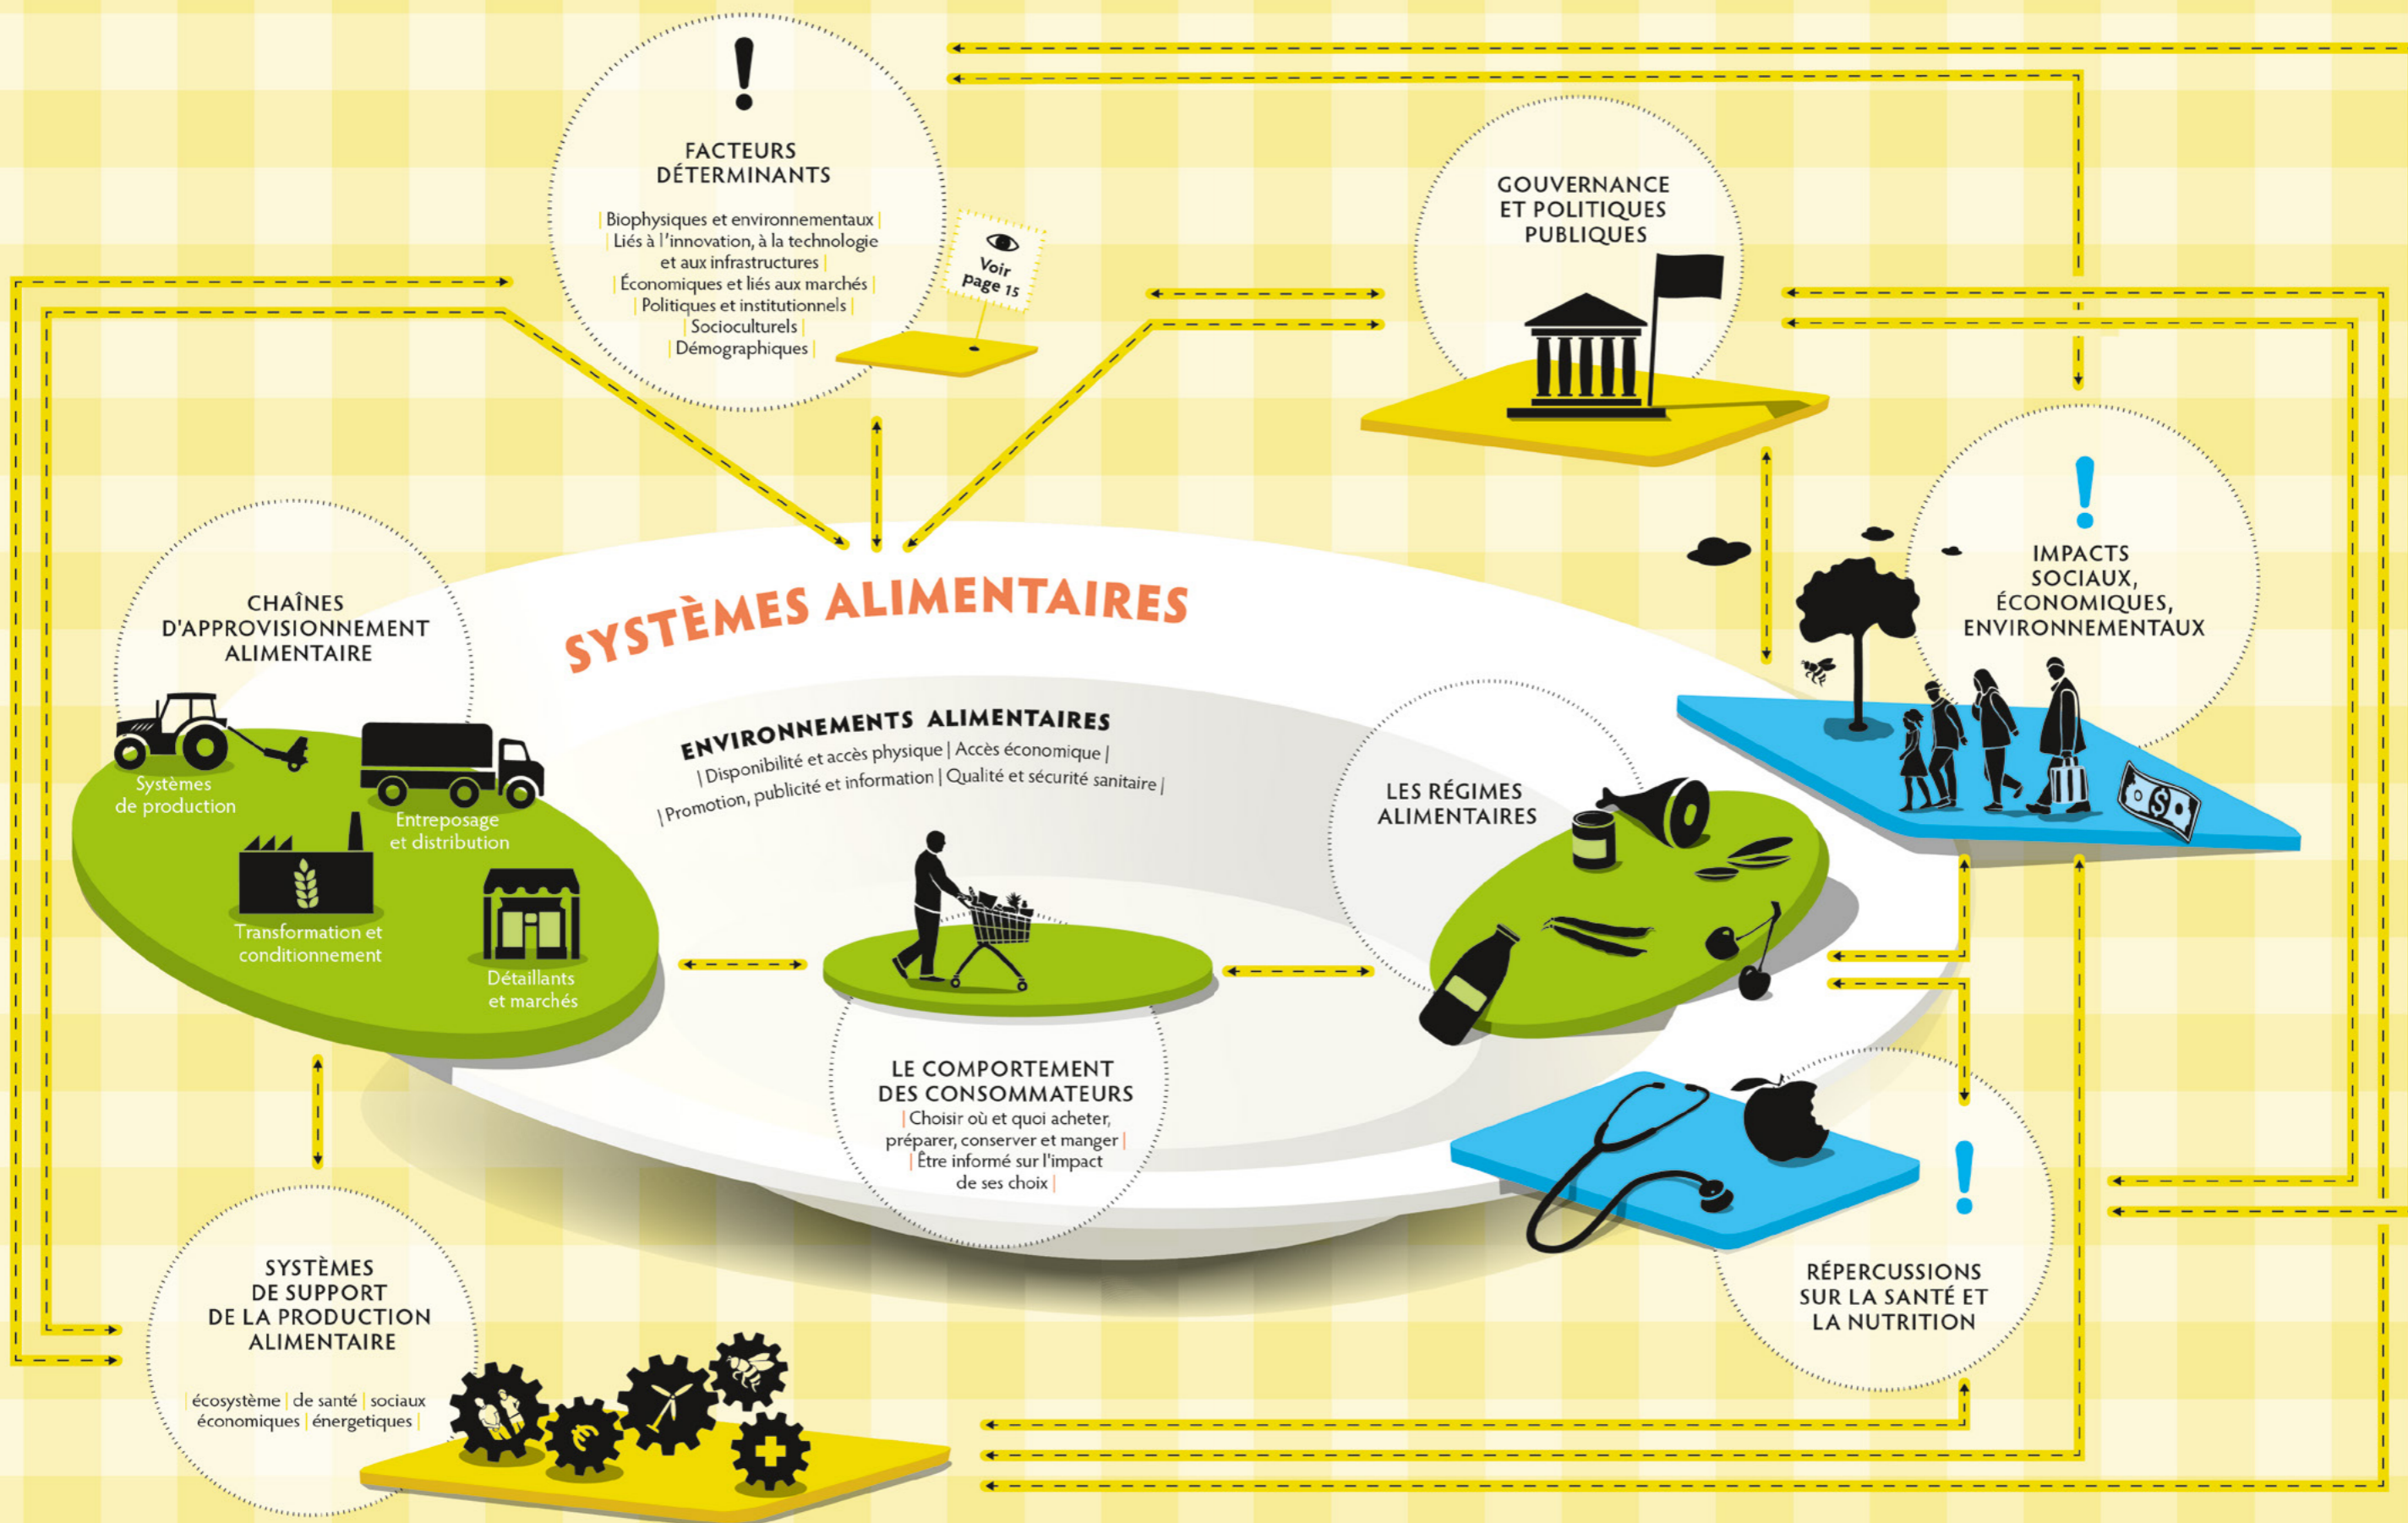 FACTEURS
DÉTERMINANTS
| Biophysiques et environnementaux |
| Liés à l'innovation, à la technologie
et aux infrastructures |
| Économiques et liés aux marchés |
| Politiques et institutionnels |
| Socioculturels |
| Démographiques |
Voir
page 15
GOUVERNANCE
ET POLITIQUES
PUBLIQUES
IMPACTS
SOCIAUX,
ÉCONOMIQUES,
ENVIRONNEMENTAUX
SYSTÈMES ALIMENTAIRES
CHAÎNES
D'APPROVISIONNEMENT
ALIMENTAIRE
Systèmes
de production
Entreposage
et distribution
Transformation et
conditionnement
Détaillants
et marchés
ENVIRONNEMENTS ALIMENTAIRES
| Disponibilité et accès physique | Accès économique |
| Promotion, publicité et information | Qualité et sécurité sanitaire |
LES RÉGIMES
ALIMENTAIRES
LE COMPORTEMENT
DES CONSOMMATEURS
| Choisir où et quoi acheter,
préparer, conserver et manger |
| Être informé sur l'impact
de ses choix |
SYSTÈMES
DE SUPPORT
DE LA PRODUCTION
ALIMENTAIRE
| écosystème | de santé | sociaux
économiques | énergetiques |
RÉPERCUSSIONS
SUR LA SANTÉ ET
LA NUTRITION